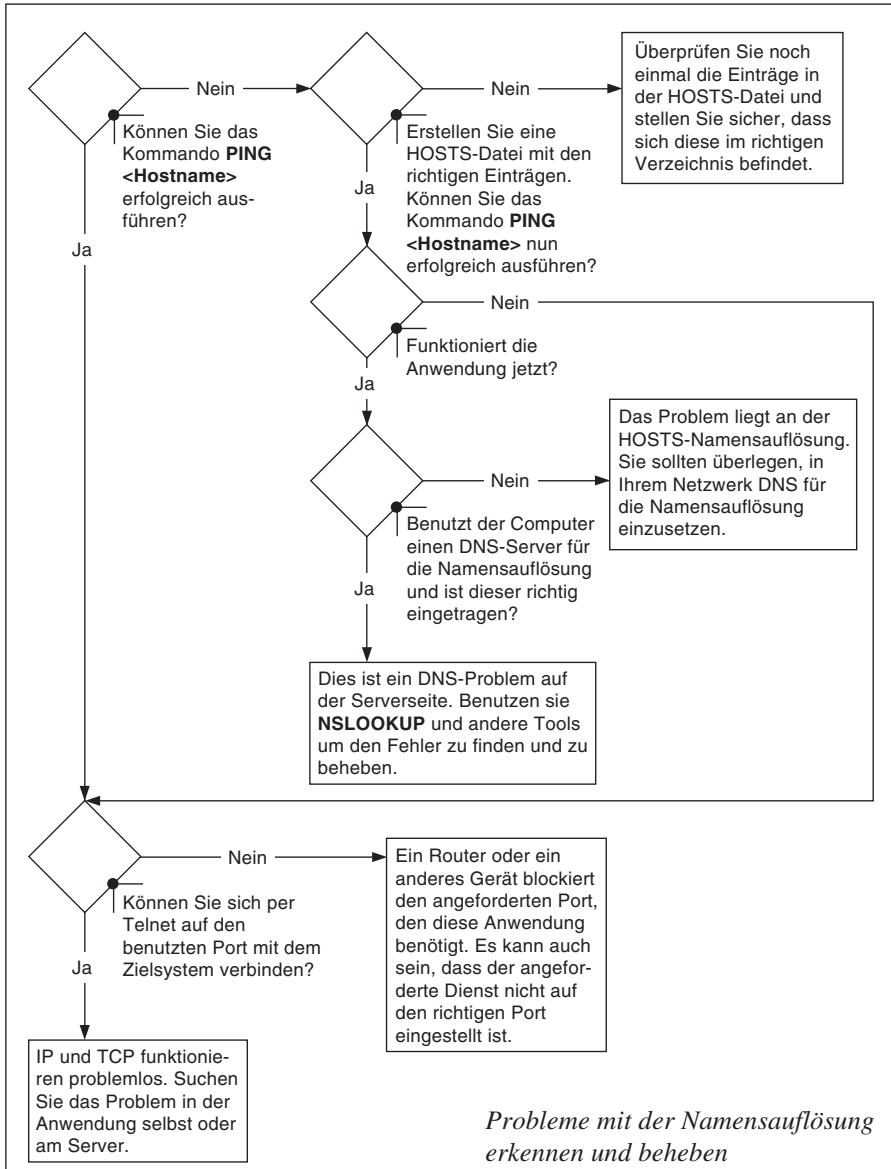 Nein
Können Sie das
Kommando PING
<Hostname>
erfolgreich aus-
führen?
Ja
Nein
Erstellen Sie eine
HOSTS-Datei mit den
richtigen Einträgen.
Können Sie das
Kommando PING
<Hostname> nun
erfolgreich ausführen?
Ja
Überprüfen Sie noch
einmal die Einträge in
der HOSTS-Datei und
stellen Sie sicher, dass
sich diese im richtigen
Verzeichnis befindet.
Nein
Funktioniert die
Anwendung jetzt?
Ja
Nein
Das Problem liegt an der
HOSTS-Namensauflösung.
Sie sollten überlegen, in
Ihrem Netzwerk DNS für
die Namensauflösung
einzusetzen.
Benutzt der Computer
einen DNS-Server für
die Namensauflösung
und ist dieser richtig
eingetragen?
Ja
Dies ist ein DNS-Problem auf
der Serverseite. Benutzen sie
NSLOOKUP und andere Tools
um den Fehler zu finden und zu
beheben.
Nein
Können Sie sich per
Telnet auf den
benutzten Port mit dem
Zielsystem verbinden?
Ja
Ein Router oder ein
anderes Gerät blockiert
den angeforderten Port,
den diese Anwendung
benötigt. Es kann auch
sein, dass der angefor-
derte Dienst nicht auf
den richtigen Port
eingestellt ist.
IP und TCP funktionie-
ren problemlos. Suchen
Sie das Problem in der
Anwendung selbst oder
am Server.
Probleme mit der Namensauflösung
erkennen und beheben